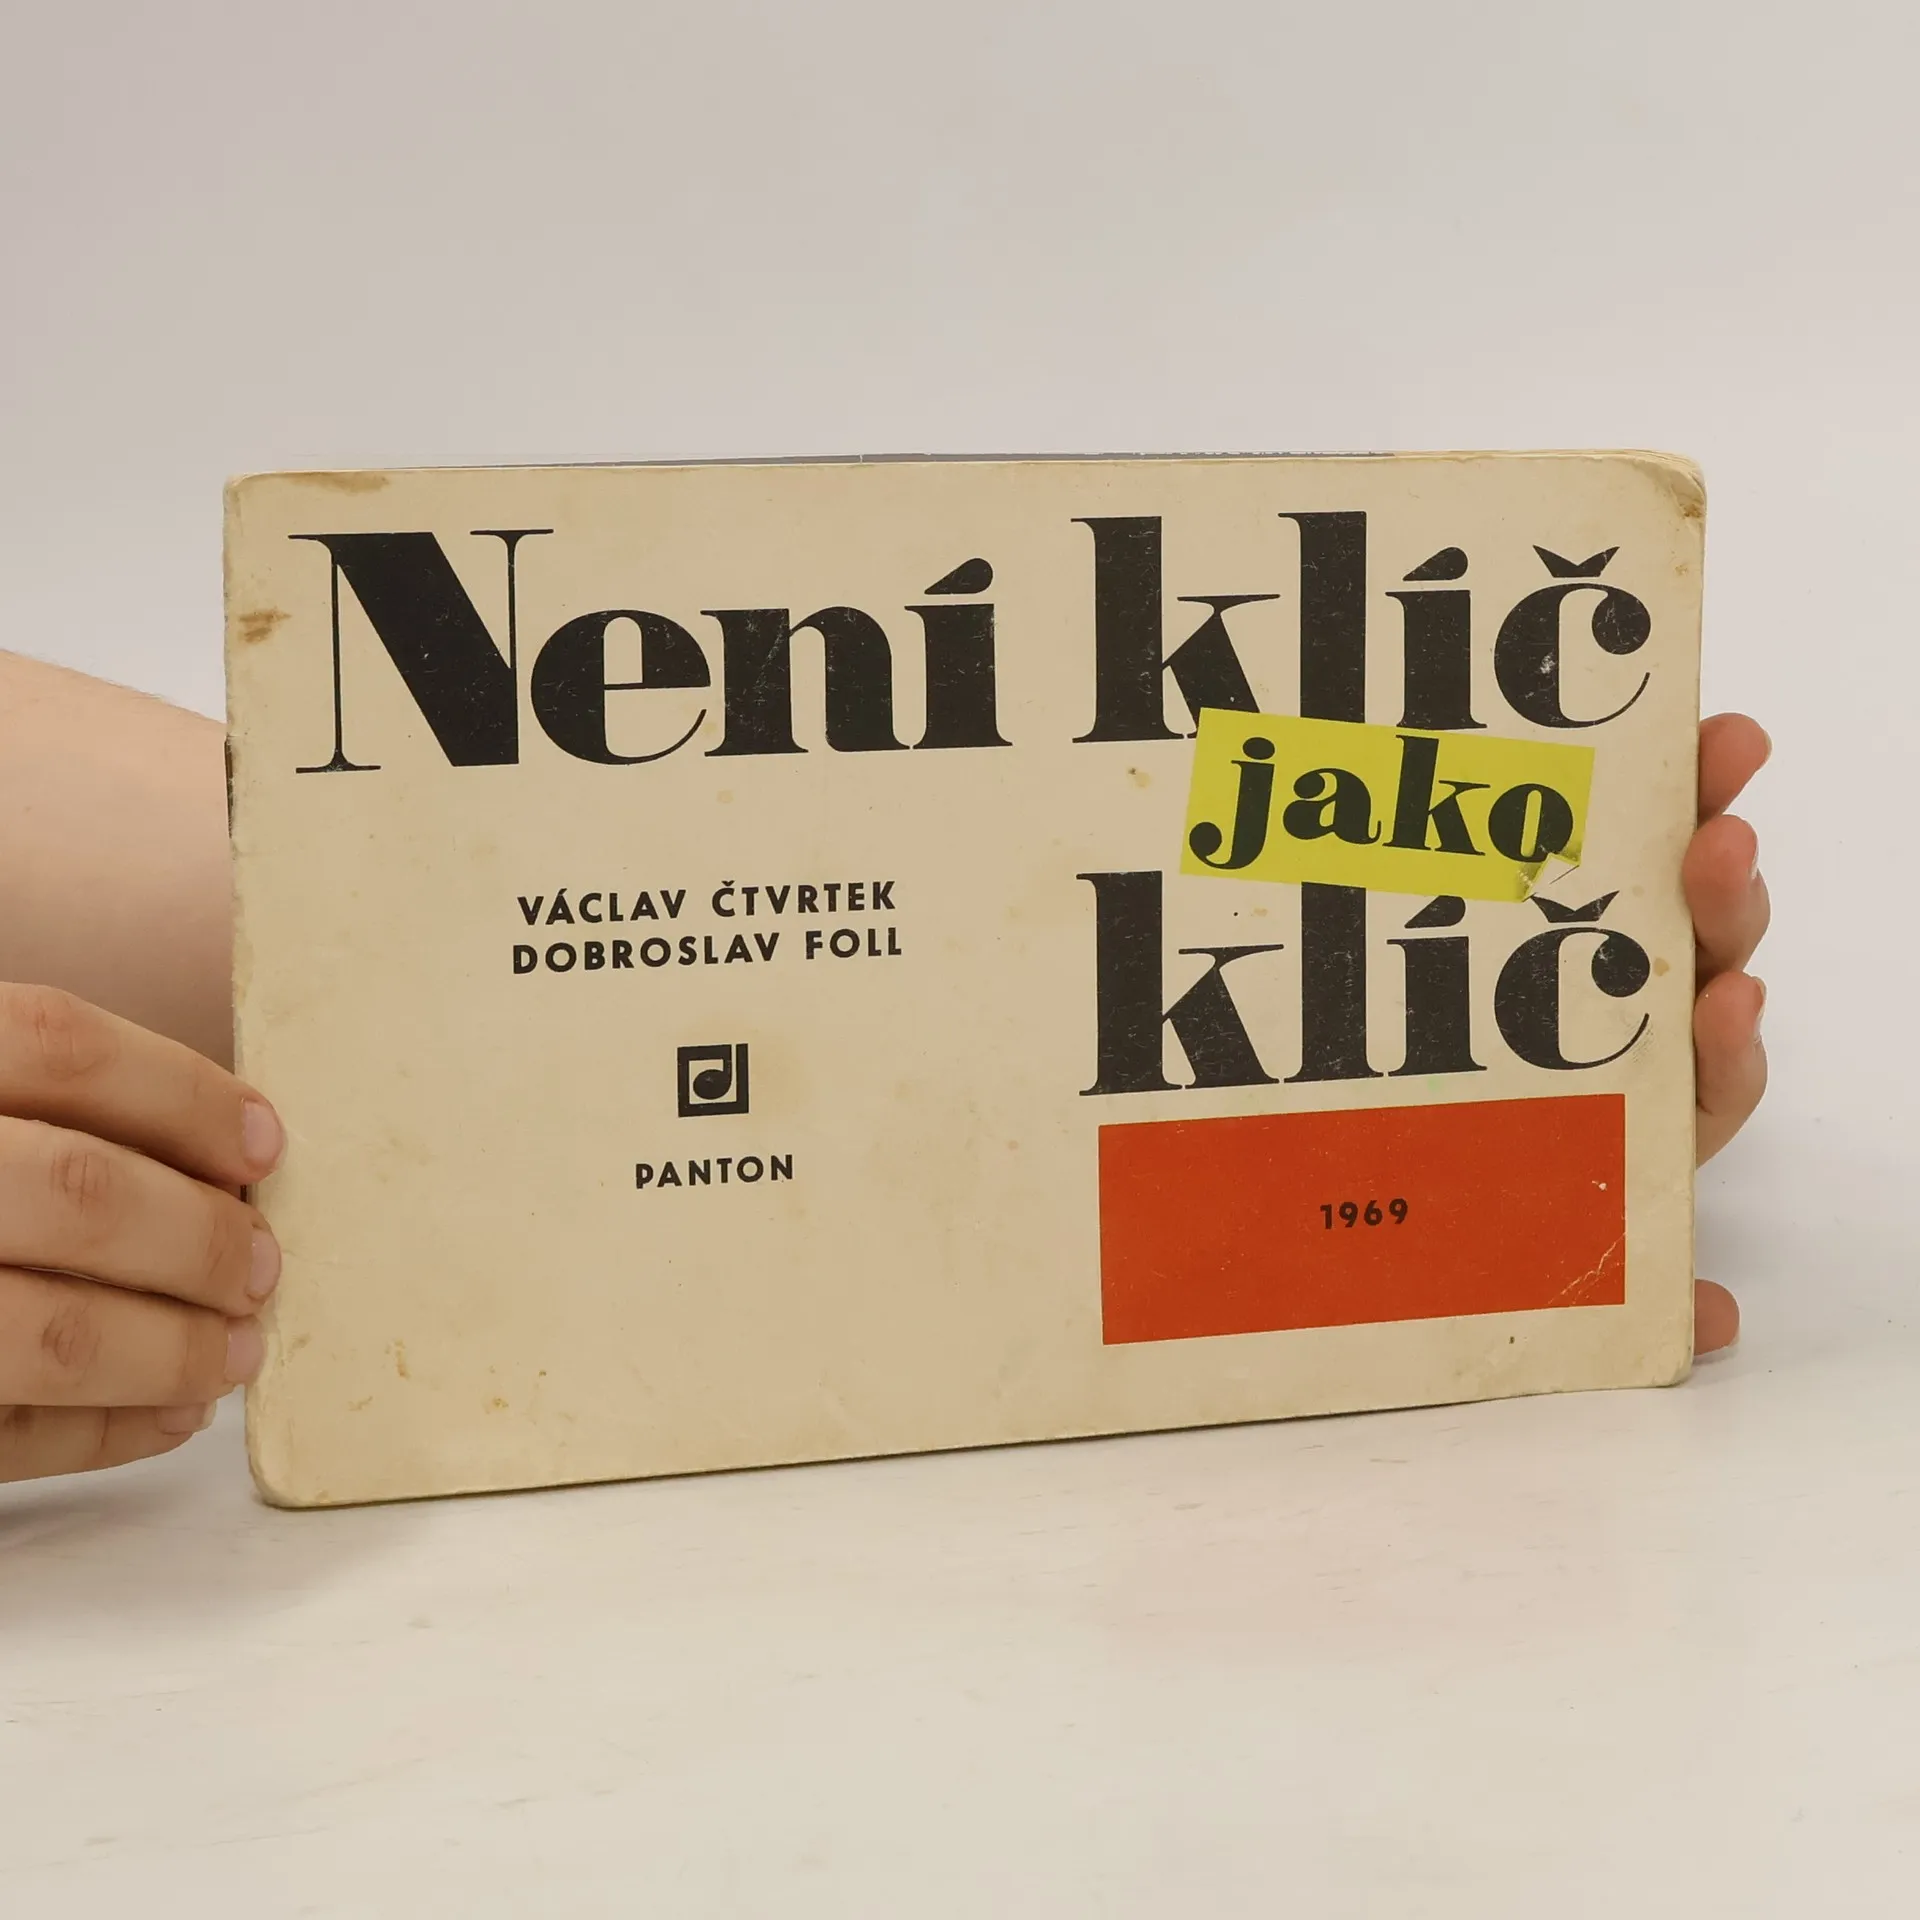 Není klíč
jako
klíč
VÁCLAV ČTVRTEK
DOBROSLAV FOLL
PANTON
1969